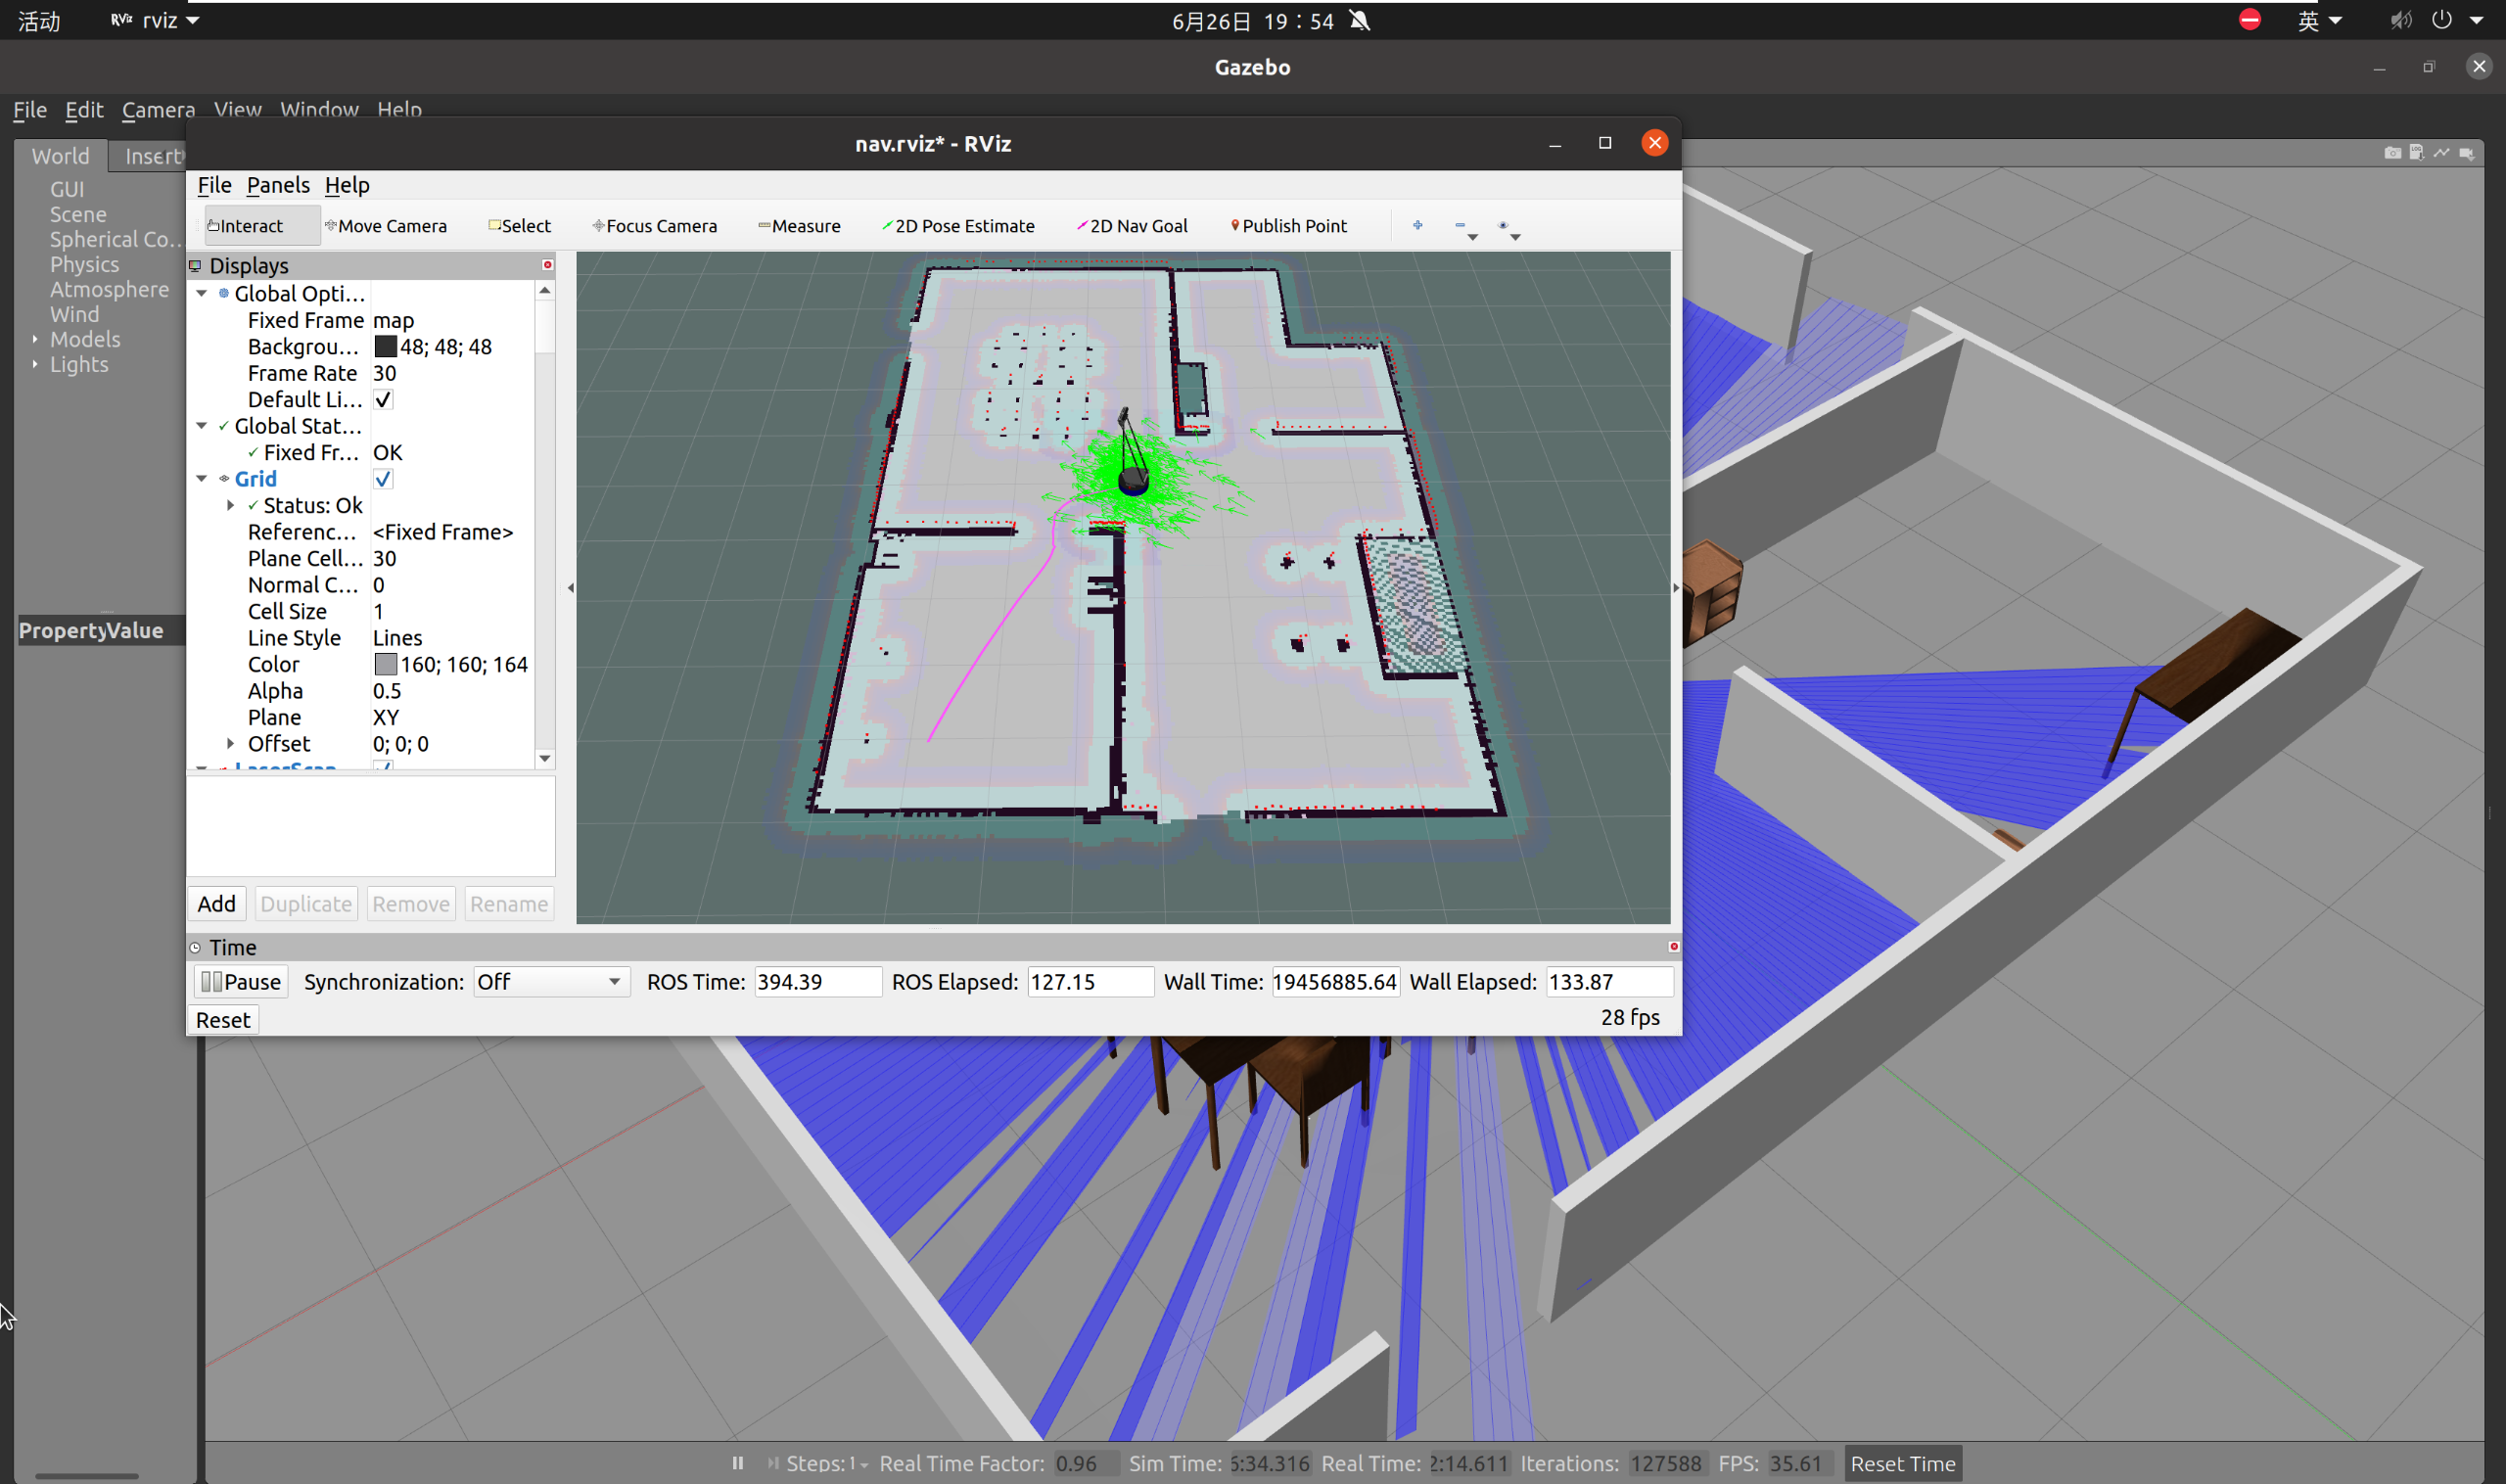 活动 rviz 6月26日 19：54 英
Gazebo
File Edit Camera View Window Help
World Insert
GUI
Scene
Spherical Co...
Physics
Atmosphere
Wind
Models
Lights
Property Value
nav.rviz* - RViz
File Panels Help
Interact Move Camera Select Focus Camera Measure 2D Pose Estimate 2D Nav Goal Publish Point
Displays
Global Opti...
Fixed Frame map
Backgrou... 48; 48; 48
Frame Rate 30
Default Li...
Global Stat...
Fixed Fr... OK
Grid
Status: Ok
Referenc... <Fixed Frame>
Plane Cell... 30
Normal C... 0
Cell Size 1
Line Style Lines
Color 160; 160; 164
Alpha 0.5
Plane XY
Offset 0; 0; 0
LaserScan
Add Duplicate Remove Rename
Time
Pause Synchronization: Off ROS Time: 394.39 ROS Elapsed: 127.15 Wall Time: 19456885.64 Wall Elapsed: 133.87
Reset 28 fps
Steps: 1 Real Time Factor: 0.96 Sim Time: 6:34.316 Real Time: 2:14.611 Iterations: 127588 FPS: 35.61 Reset Time